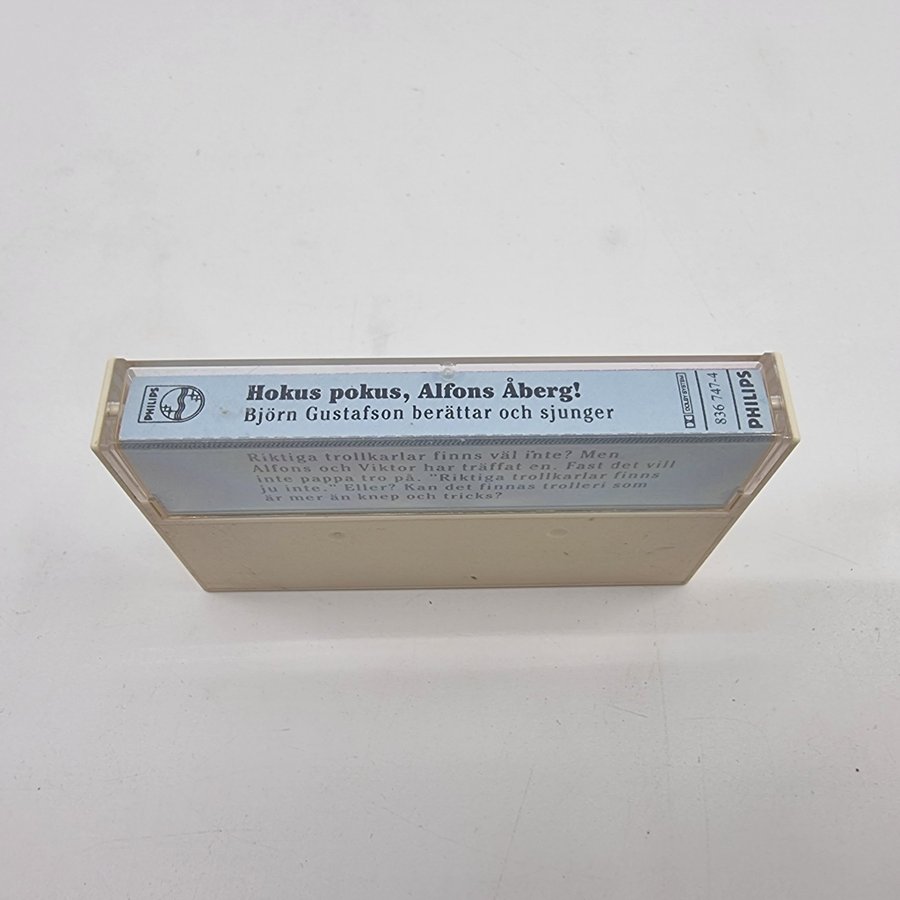 PHILIPS
Hokus pokus, Alfons Åberg!
Björn Gustafson berättar och sjunger
DOLBY SYSTEM
836 747-4
PHILIPS
Riktiga trollkarlar finns väl inte? Men
Alfons och Viktor har träffat en. Fast det vill
inte pappa tro på. "Riktiga trollkarlar finns
ju inte." Eller? Kan det finnas trolleri som
är mer än knep och tricks?